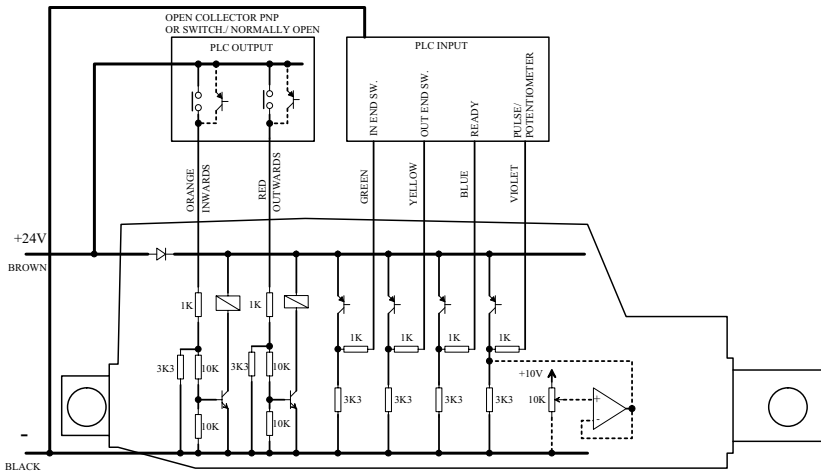 OPEN COLLECTOR PNP
OR SWITCH./ NORMALLY OPEN
PLC OUTPUT
PLC INPUT
IN END SW.
OUT END SW.
READY
PULSE/
POTENTIOMETER
ORANGE
INWARDS
RED
OUTWARDS
GREEN
YELLOW
BLUE
VIOLET
+24V
BROWN
1K
1K
1K
1K
1K
1K
3K3
10K
3K3
10K
+10V
3K3
3K3
3K3
3K3
10K
+
-
10K
10K
-
BLACK